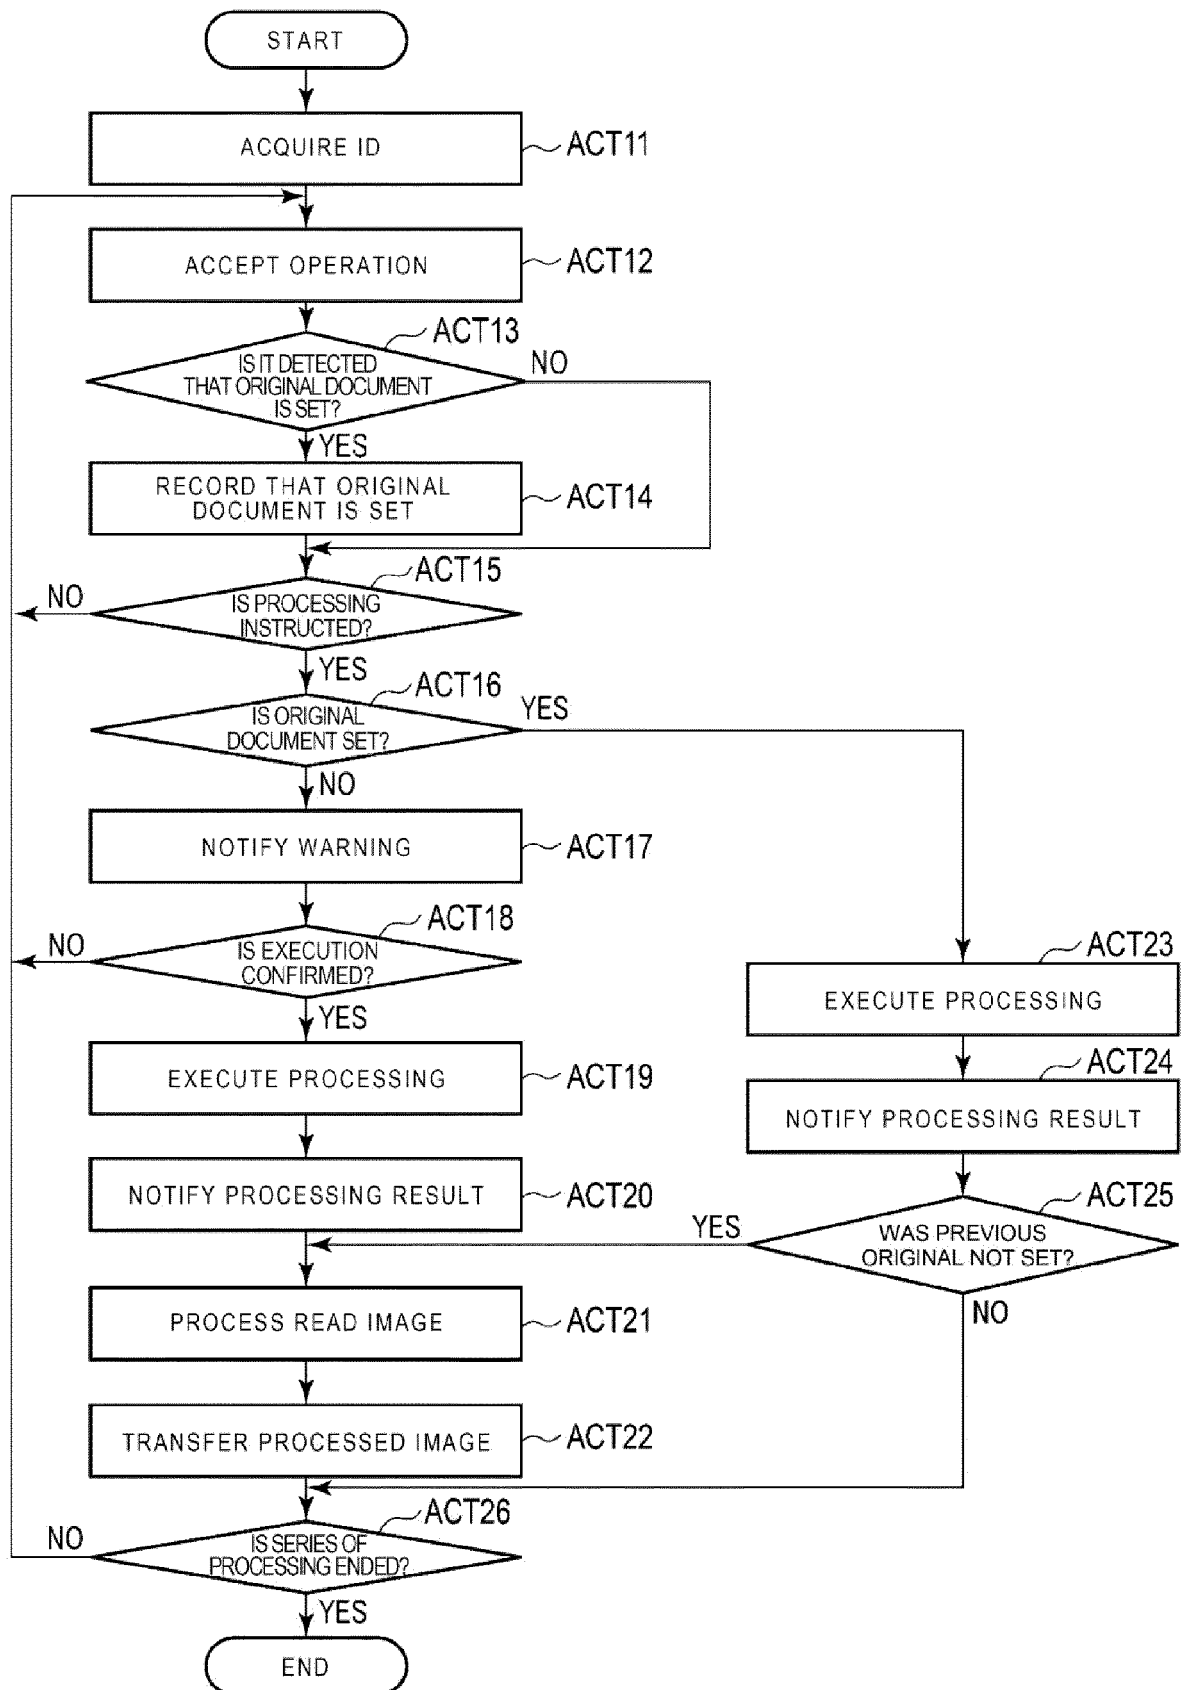 START
ACQUIRE ID
ACT11
ACCEPT OPERATION
ACT12
ACT13
IS IT DETECTED
THAT ORIGINAL DOCUMENT
IS SET?
NO
YES
RECORD THAT ORIGINAL
DOCUMENT IS SET
ACT14
ACT15
IS PROCESSING
INSTRUCTED?
NO
YES
ACT16
IS ORIGINAL
DOCUMENT SET?
YES
NO
NOTIFY WARNING
ACT17
ACT18
IS EXECUTION
CONFIRMED?
NO
YES
EXECUTE PROCESSING
ACT19
NOTIFY PROCESSING RESULT
ACT20
ACT23
EXECUTE PROCESSING
ACT24
NOTIFY PROCESSING RESULT
ACT25
WAS PREVIOUS
ORIGINAL NOT SET?
YES
NO
PROCESS READ IMAGE
ACT21
TRANSFER PROCESSED IMAGE
ACT22
ACT26
IS SERIES OF
PROCESSING ENDED?
NO
YES
END